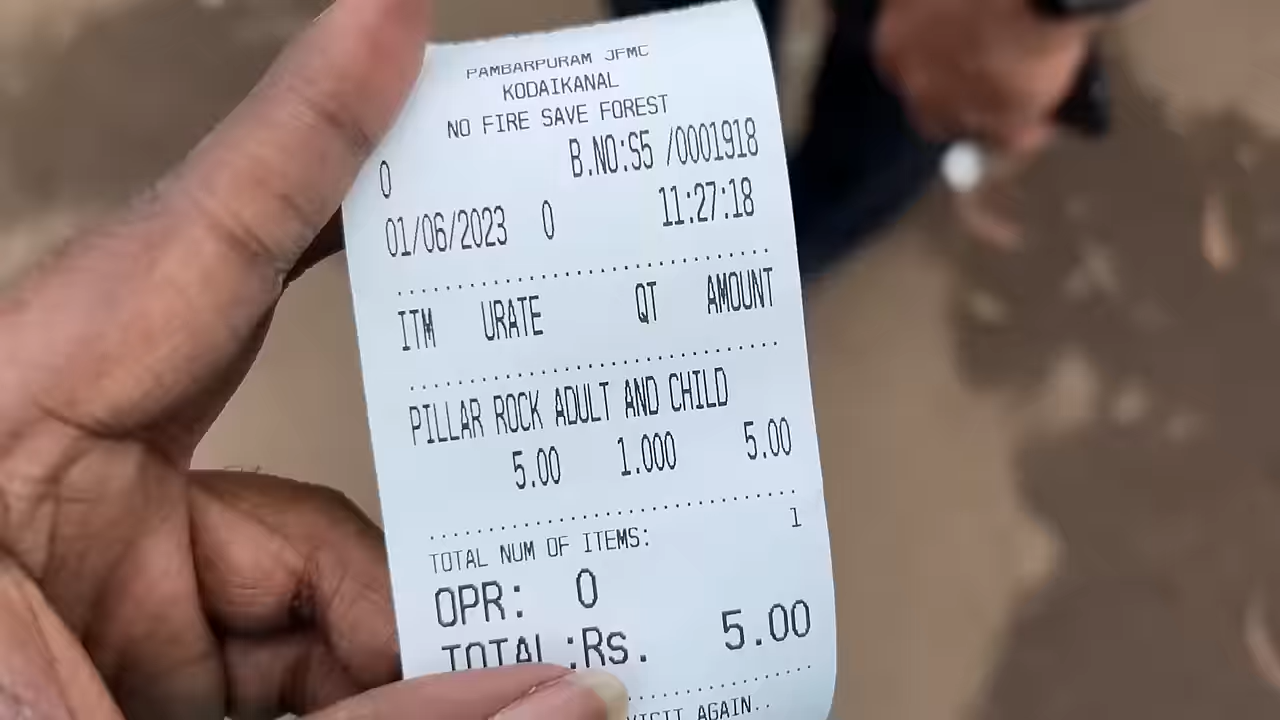 PAMBARPURAM JFMC
KODAIKANAL
NO FIRE SAVE FOREST
0 B.NO:S5 /0001918
01/06/2023 0 11:27:18
ITM URATE QT AMOUNT
PILLAR ROCK ADULT AND CHILD
5.00 1.000 5.00
TOTAL NUM OF ITEMS: 1
OPR: 0
TOTAL :Rs. 5.00
VISIT AGAIN..